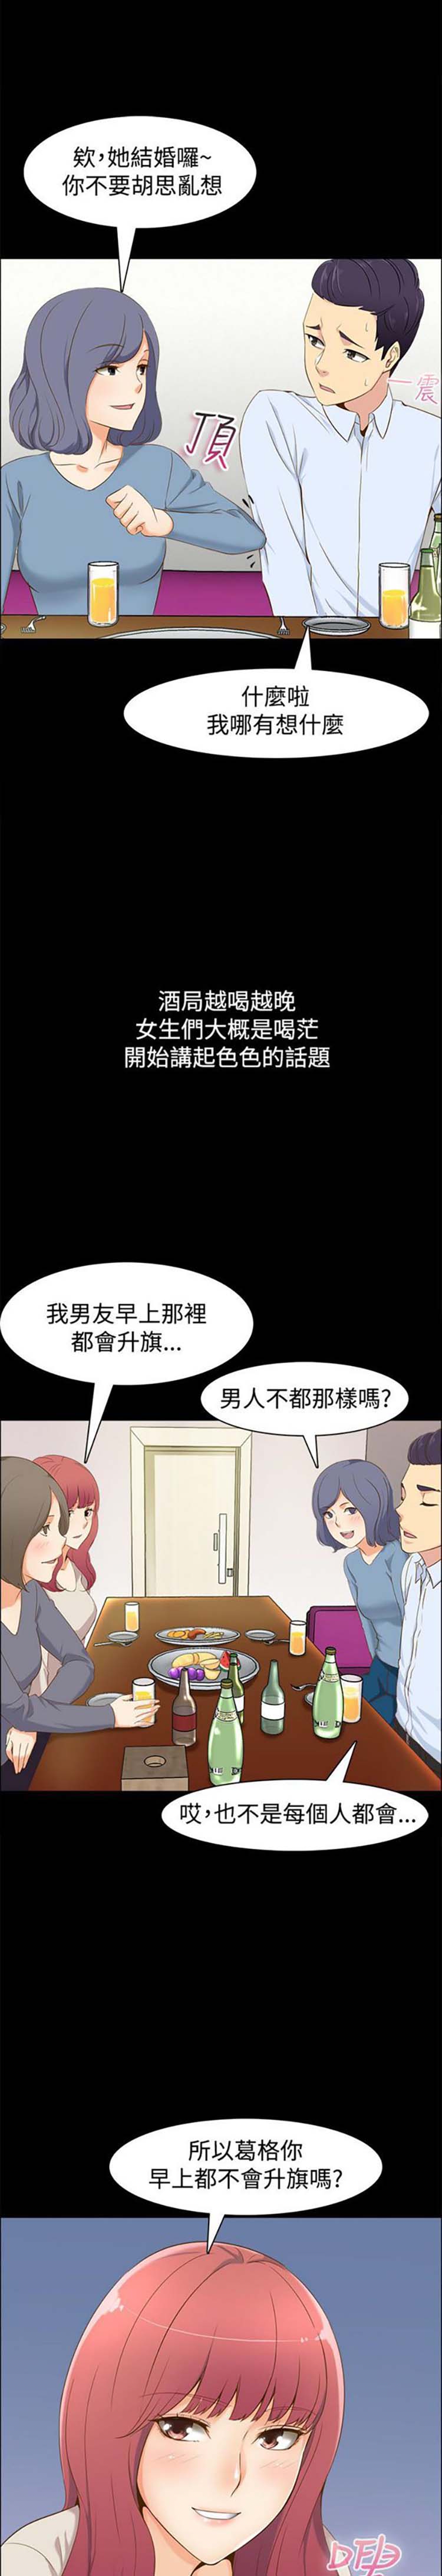 欸，她結婚囉~
你不要胡思亂想
頂
一震
什麼啦
我哪有想什麼
酒局越喝越晚
女生們大概是喝茫
開始講起色色的話題
我男友早上那裡
都會升旗...
男人不都那樣嗎?
哎，也不是每個人都會...
所以葛格你
早上都不會升旗嗎?